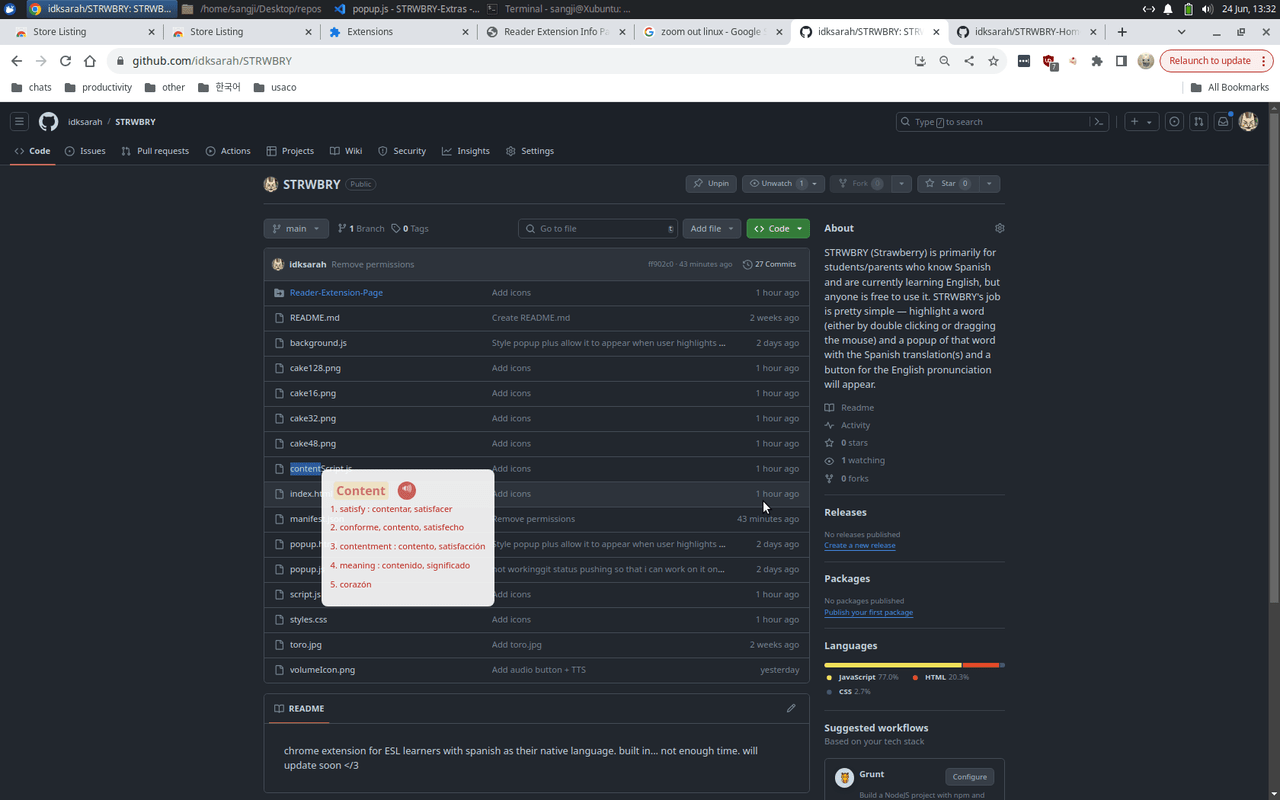 idksarah/STRWBRY: STRWB...
/home/sangji/Desktop/repos
popup.js - STRWBRY-Extras -...
Terminal - sangji@Xubuntu: ...
24 Jun, 13:32
Store Listing
Store Listing
Extensions
Reader Extension Info Pa
zoom out linux - Google S
idksarah/STRWBRY: STR
idksarah/STRWBRY-Hom
github.com/idksarah/STRWBRY
7
Relaunch to update
chats
productivity
other
한국어
usaco
All Bookmarks
idksarah / STRWBRY
Type / to search
Code
Issues
Pull requests
Actions
Projects
Wiki
Security
Insights
Settings
STRWBRY Public
Unpin
Unwatch 1
Fork 0
Star 0
main
1 Branch
0 Tags
Go to file t
Add file
Code
idksarah Remove permissions ff902c0 · 43 minutes ago 27 Commits
Reader-Extension-Page Add icons 1 hour ago
README.md Create README.md 2 weeks ago
background.js Style popup plus allow it to appear when user highlights ... 2 days ago
cake128.png Add icons 1 hour ago
cake16.png Add icons 1 hour ago
cake32.png Add icons 1 hour ago
cake48.png Add icons 1 hour ago
contentScript.js Add icons 1 hour ago
index.ht Add icons 1 hour ago
manifes Remove permissions 43 minutes ago
popup.h Style popup plus allow it to appear when user highlights ... 2 days ago
popup.j not workinggit status pushing so that i can work on it on... 2 days ago
script.js Add icons 1 hour ago
styles.css Add icons 1 hour ago
toro.jpg Add toro.jpg 2 weeks ago
volumeIcon.png Add audio button + TTS yesterday
Content
1. satisfy : contentar, satisfacer
2. conforme, contento, satisfecho
3. contentment : contento, satisfacción
4. meaning : contenido, significado
5. corazón
README
chrome extension for ESL learners with spanish as their native language. built in... not enough time. will
update soon </3
About
STRWBRY (Strawberry) is primarily for
students/parents who know Spanish
and are currently learning English, but
anyone is free to use it. STRWBRY's job
is pretty simple — highlight a word
(either by double clicking or dragging
the mouse) and a popup of that word
with the Spanish translation(s) and a
button for the English pronunciation
will appear.
Readme
Activity
0 stars
1 watching
0 forks
Releases
No releases published
Create a new release
Packages
No packages published
Publish your first package
Languages
JavaScript 77.0% HTML 20.3%
CSS 2.7%
Suggested workflows
Based on your tech stack
Grunt
Configure
Build a NodeJS project with npm and